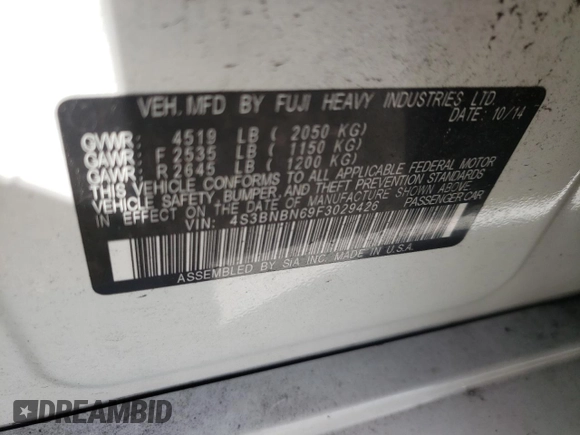 VEH. MFD BY FUJI HEAVY INDUSTRIES LTD.
DATE: 10/14
GVWR: 4519 LB ( 2050 KG)
GAWR: F 2535 LB ( 1150 KG)
GAWR: R 2645 LB ( 1200 KG)
THIS VEHICLE CONFORMS TO ALL APPLICABLE FEDERAL MOTOR
VEHICLE SAFETY, BUMPER, AND THEFT PREVENTION STANDARDS
IN EFFECT ON THE DATE OF MANUFACTURE SHOWN ABOVE.
VIN: 4S3BNBN69F3029426 PASSENGER CAR
ASSEMBLED BY SIA, INC. MADE IN U.S.A.
DREAMBID